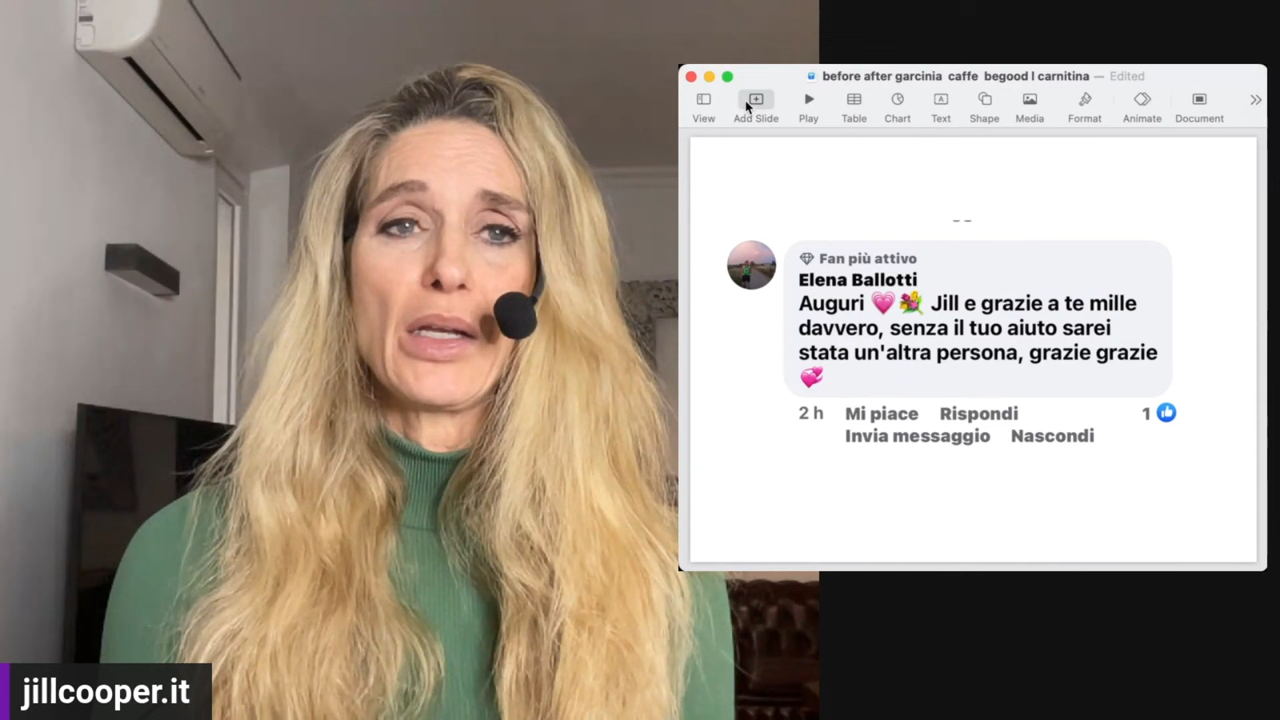 before after garcinia caffe begood l carnitina — Edited
View Add Slide Play Table Chart Text Shape Media Format Animate Document
Fan più attivo
Elena Ballotti
Auguri 💗💐 Jill e grazie a te mille
davvero, senza il tuo aiuto sarei
stata un'altra persona, grazie grazie
💞
2 h Mi piace Rispondi 1
Invia messaggio Nascondi
jillcooper.it